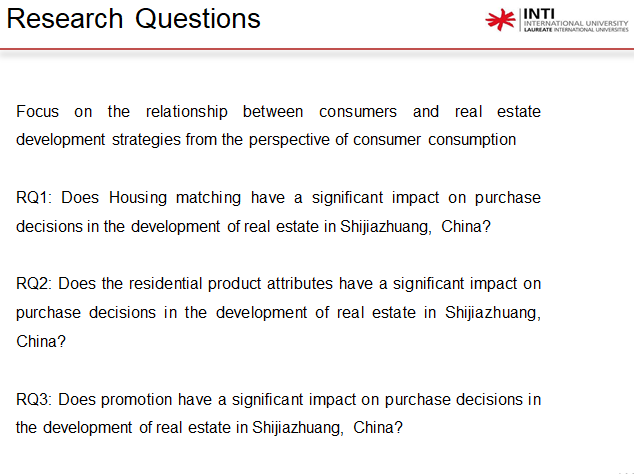 Research Questions
INTI
INTERNATIONAL UNIVERSITY
LAUREATE INTERNATIONAL UNIVERSITIES
Focus on the relationship between consumers and real estate
development strategies from the perspective of consumer consumption
RQ1: Does Housing matching have a significant impact on purchase
decisions in the development of real estate in Shijiazhuang, China?
RQ2: Does the residential product attributes have a significant impact on
purchase decisions in the development of real estate in Shijiazhuang,
China?
RQ3: Does promotion have a significant impact on purchase decisions in
the development of real estate in Shijiazhuang, China?